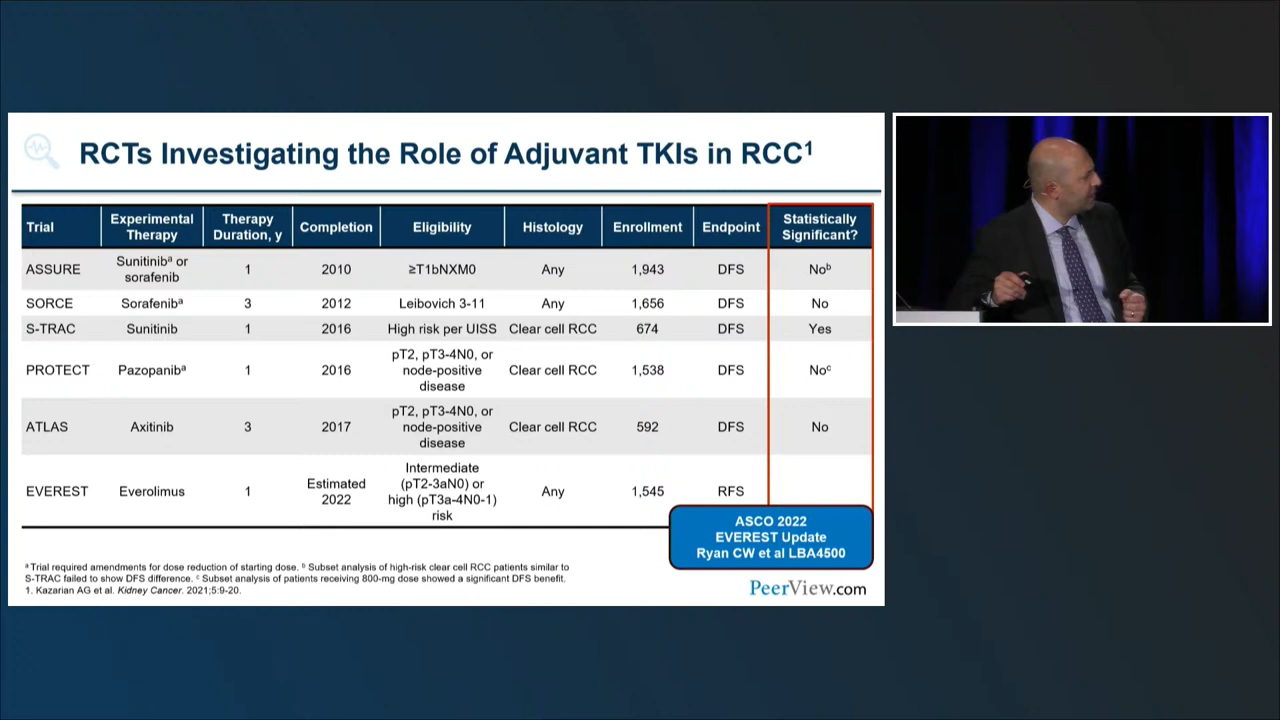 RCTs Investigating the Role of Adjuvant TKIs in RCC¹
Trial
Experimental
Therapy
Therapy
Duration, y
Completion
Eligibility
Histology
Enrollment
Endpoint
Statistically
Significant?
ASSURE
Sunitinibᵃ or
sorafenib
1
2010
≥T1bNXM0
Any
1,943
DFS
Noᵇ
SORCE
Sorafenibᵃ
3
2012
Leibovich 3-11
Any
1,656
DFS
No
S-TRAC
Sunitinib
1
2016
High risk per UISS
Clear cell RCC
674
DFS
Yes
PROTECT
Pazopanibᵃ
1
2016
pT2, pT3-4N0, or
node-positive
disease
Clear cell RCC
1,538
DFS
Noᶜ
ATLAS
Axitinib
3
2017
pT2, pT3-4N0, or
node-positive
disease
Clear cell RCC
592
DFS
No
EVEREST
Everolimus
1
Estimated
2022
Intermediate
(pT2-3aN0) or
high (pT3a-4N0-1)
risk
Any
1,545
RFS
ASCO 2022
EVEREST Update
Ryan CW et al LBA4500
ᵃ Trial required amendments for dose reduction of starting dose. ᵇ Subset analysis of high-risk clear cell RCC patients similar to
S-TRAC failed to show DFS difference. ᶜ Subset analysis of patients receiving 800-mg dose showed a significant DFS benefit.
1. Kazarian AG et al. Kidney Cancer. 2021;5:9-20.
PeerView.com